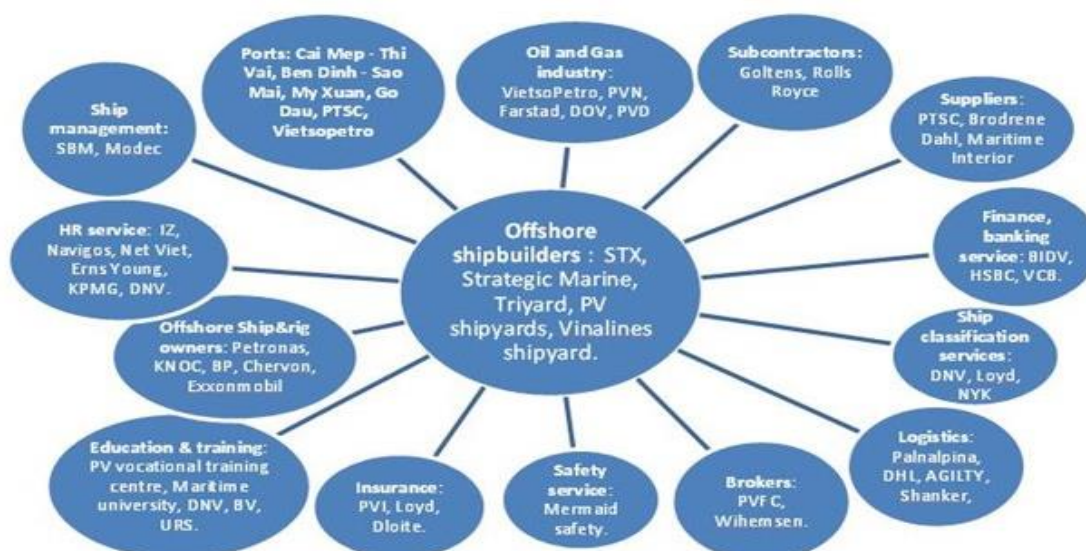 Ports: Cai Mep - Thi
Vai, Ben Dinh - Sao
Mai, My Xuan, Go
Dau, PTSC,
Vietsopetro
Oil and Gas
industry:
VietsoPetro, PVN,
Farstad, DOV, PVD
Subcontractors:
Goltens, Rolls
Royce
Ship
management:
SBM, Modec
Suppliers:
PTSC, Brodrene
Dahl, Maritime
Interior
HR service: IZ,
Navigos, Net Viet,
Erns Young,
KPMG, DNV.
Offshore
shipbuilders : STX,
Strategic Marine,
Triyard, PV
shipyards, Vinalines
shipyard.
Finance,
banking
service: BIDV,
HSBC, VCB.
Offshore Ship&rig
owners: Petronas,
KNOC, BP, Chervon,
Exxonmobil
Ship
classification
services:
DNV, Loyd,
NYK
Education & training:
PV vocational training
centre, Maritime
university, DNV, BV,
URS.
Insurance:
PVI, Loyd,
Dloite.
Safety
service:
Mermaid
safety.
Brokers:
PVFC,
Wihemsen.
Logistics:
Palnalpina,
DHL, AGILTY,
Shanker,